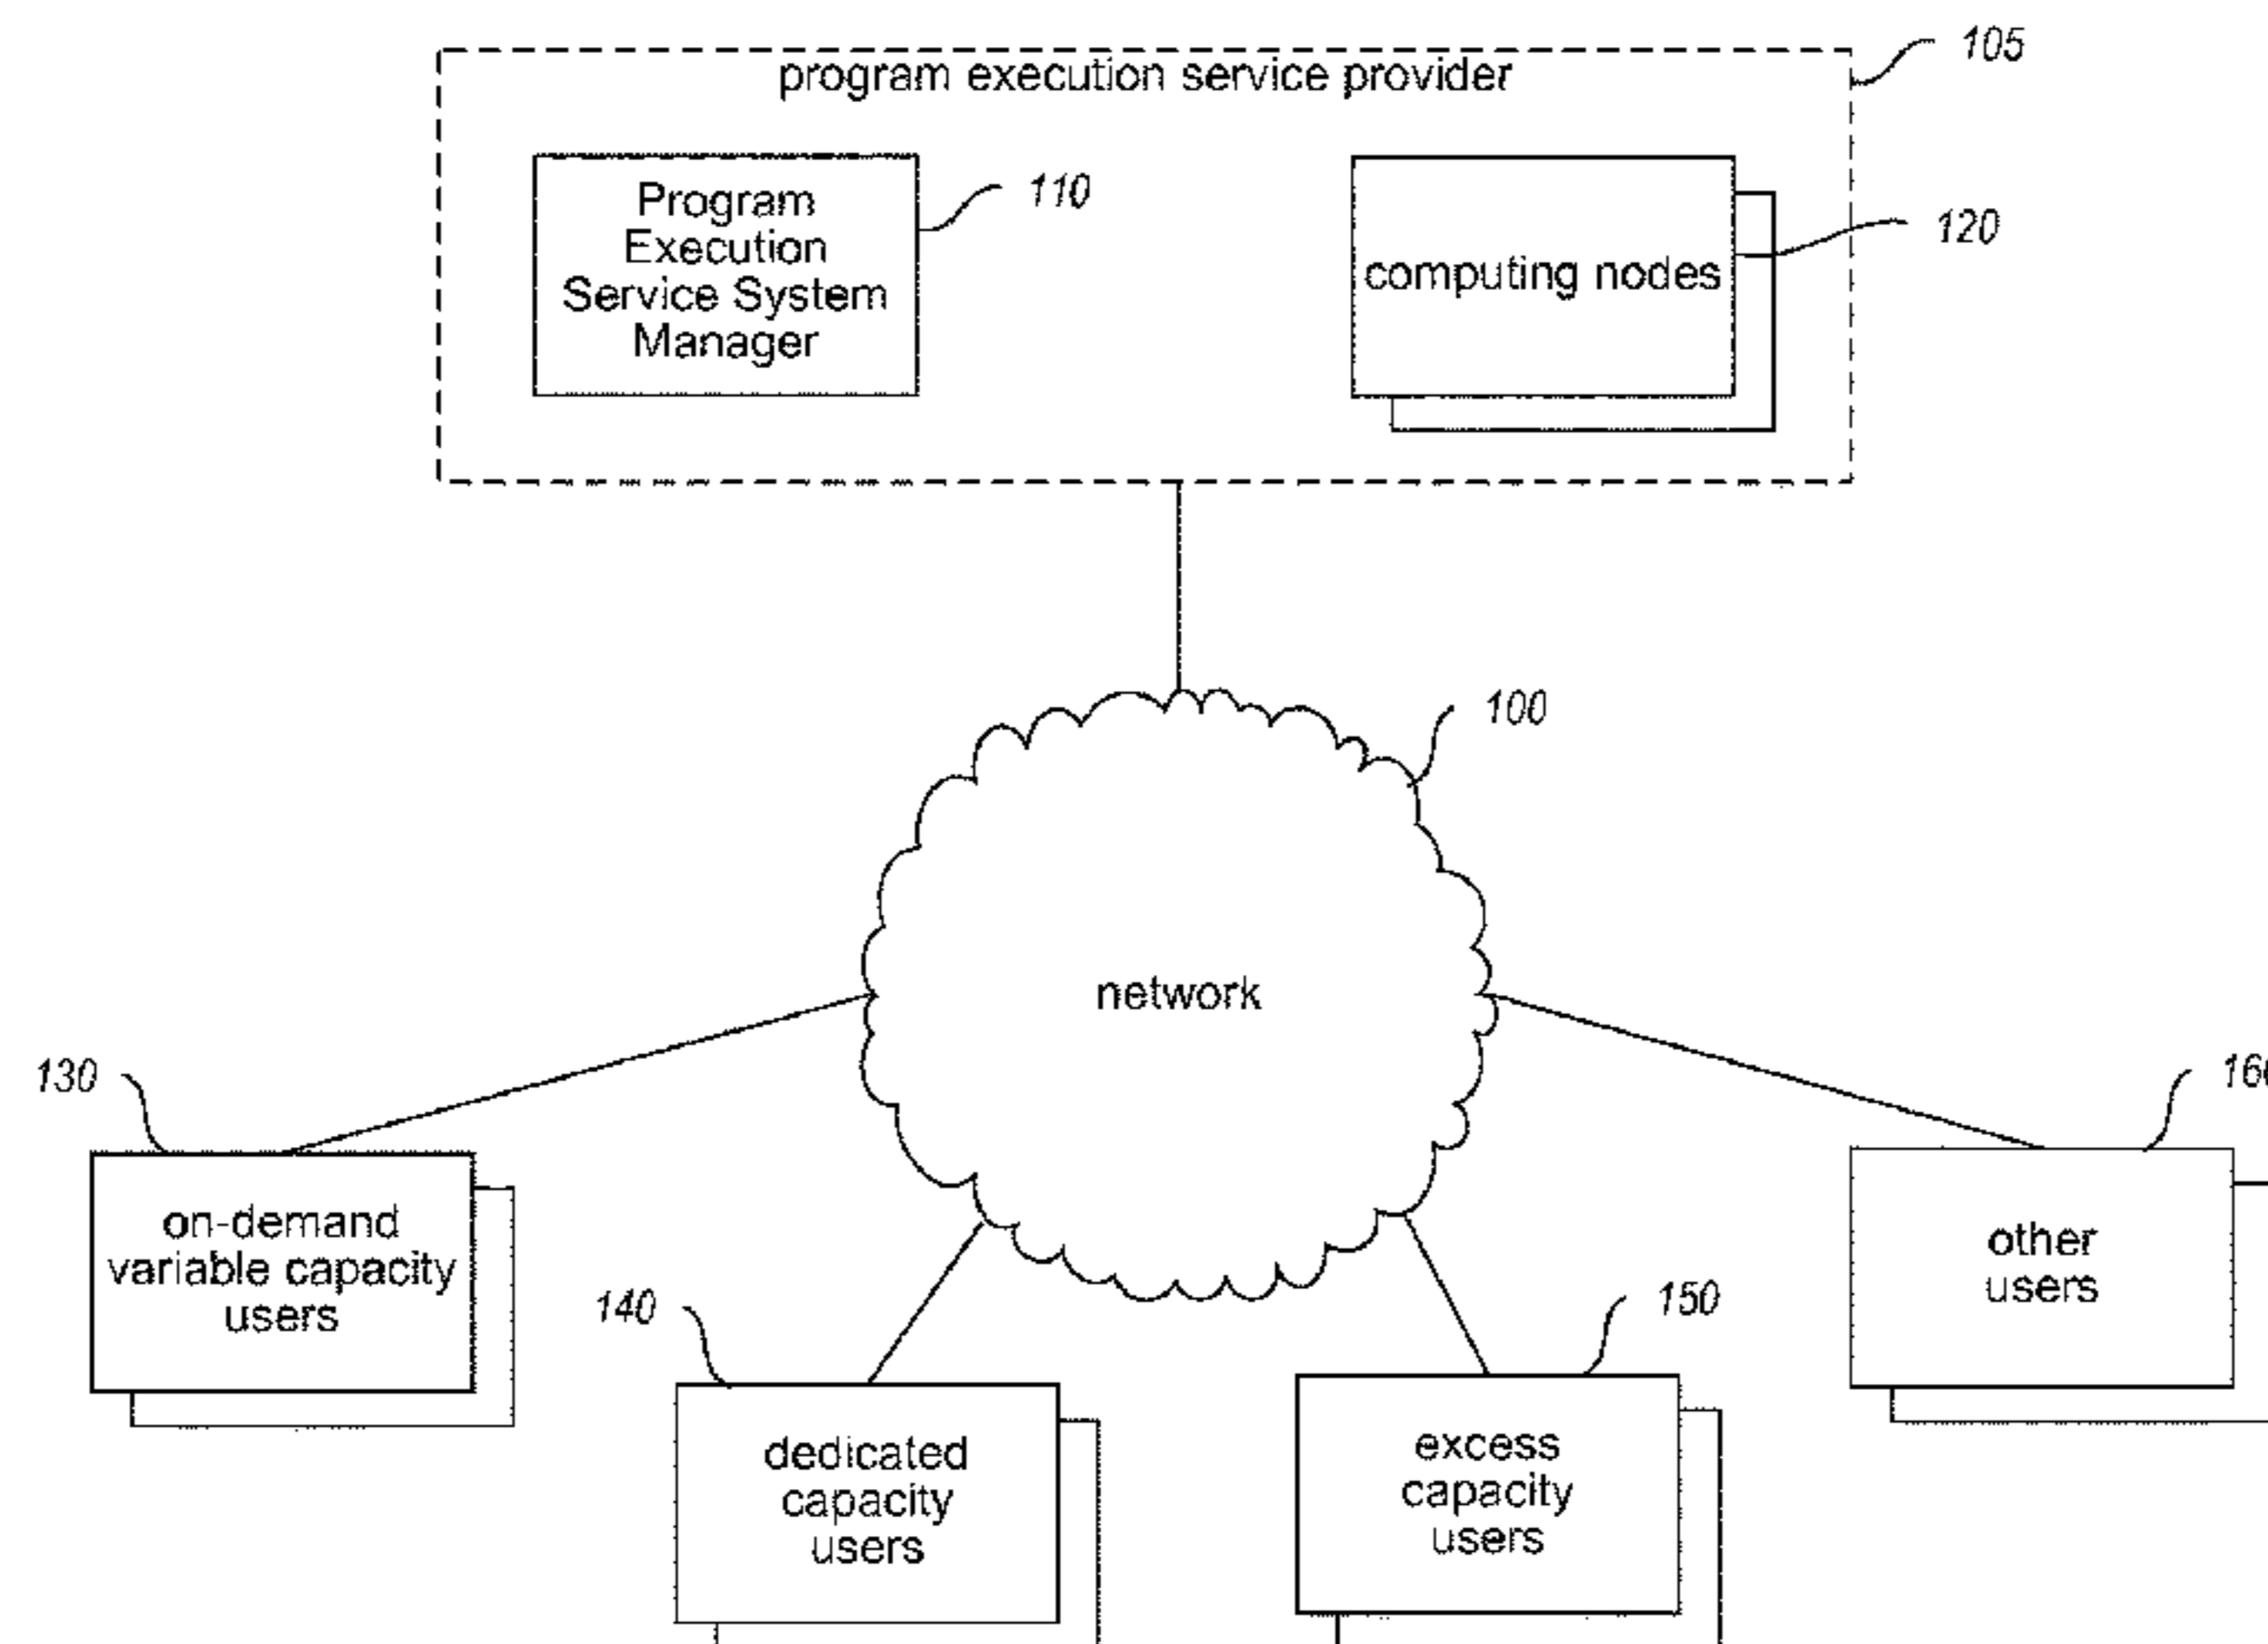 105
program execution service provider
110
Program
Execution
Service System
Manager
120
computing nodes
100
network
130
on-demand
variable capacity
users
140
dedicated
capacity
users
150
excess
capacity
users
other
users